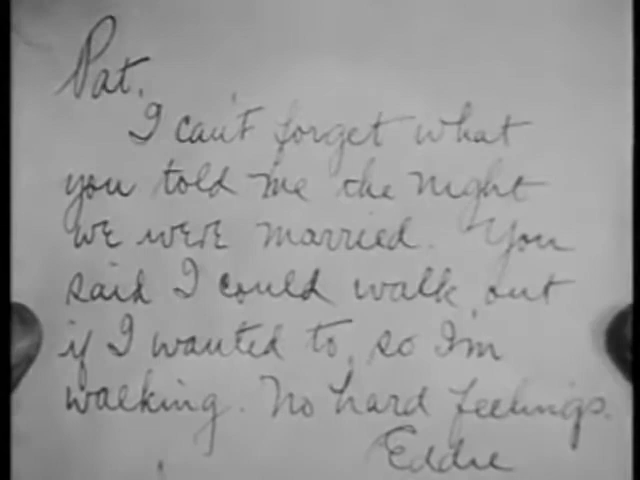 Pat.
I can't forget what
you told me the night
we were married. You
said I could walk out
if I wanted to, so I'm
walking. No hard feelings.
Eddie